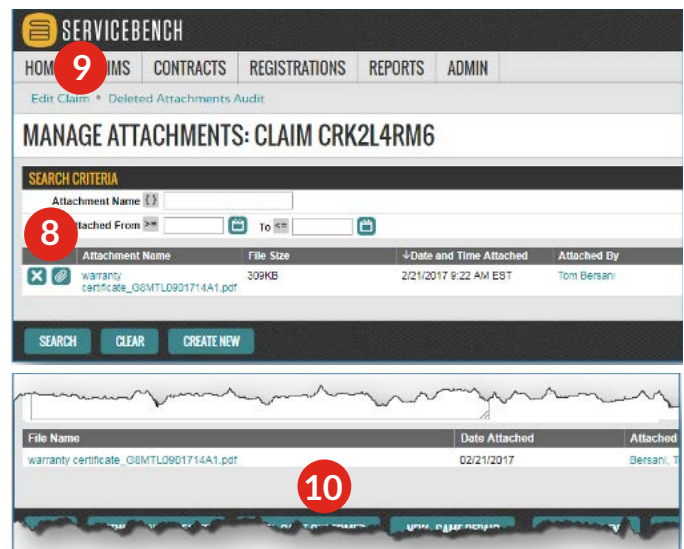 SERVICEBENCH
HOM 9 IMS CONTRACTS REGISTRATIONS REPORTS ADMIN
Edit Claim * Deleted Attachments Audit
MANAGE ATTACHMENTS: CLAIM CRK2L4RM6
SEARCH CRITERIA
Attachment Name {}
8 ttached From >= To <=
Attachment Name File Size ↓Date and Time Attached Attached By
warranty 309KB 2/21/2017 9:22 AM EST Tom Bersani
certificate_G8MTL0901714A1.pdf
SEARCH CLEAR CREATE NEW
File Name Date Attached Attached
warranty certificate_G8MTL0901714A1.pdf 02/21/2017 Bersani, T
10